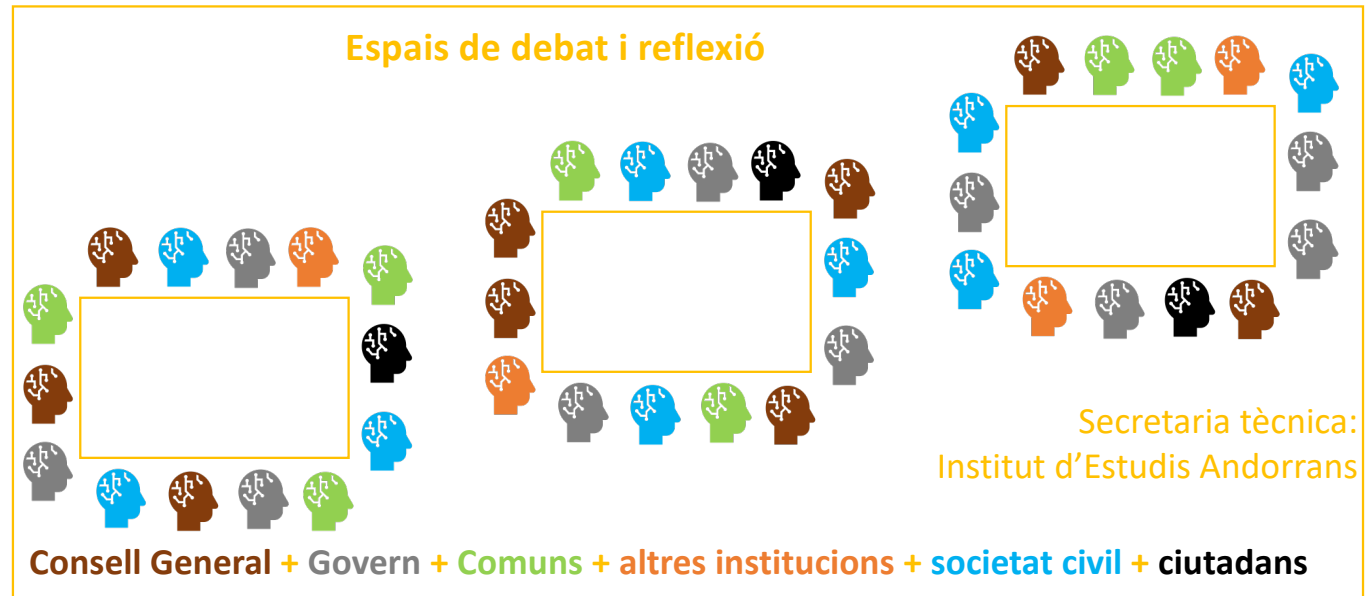 Espais de debat i reflexió
Secretaria tècnica:
Institut d’Estudis Andorrans
Consell General + Govern + Comuns + altres institucions + societat civil + ciutadans